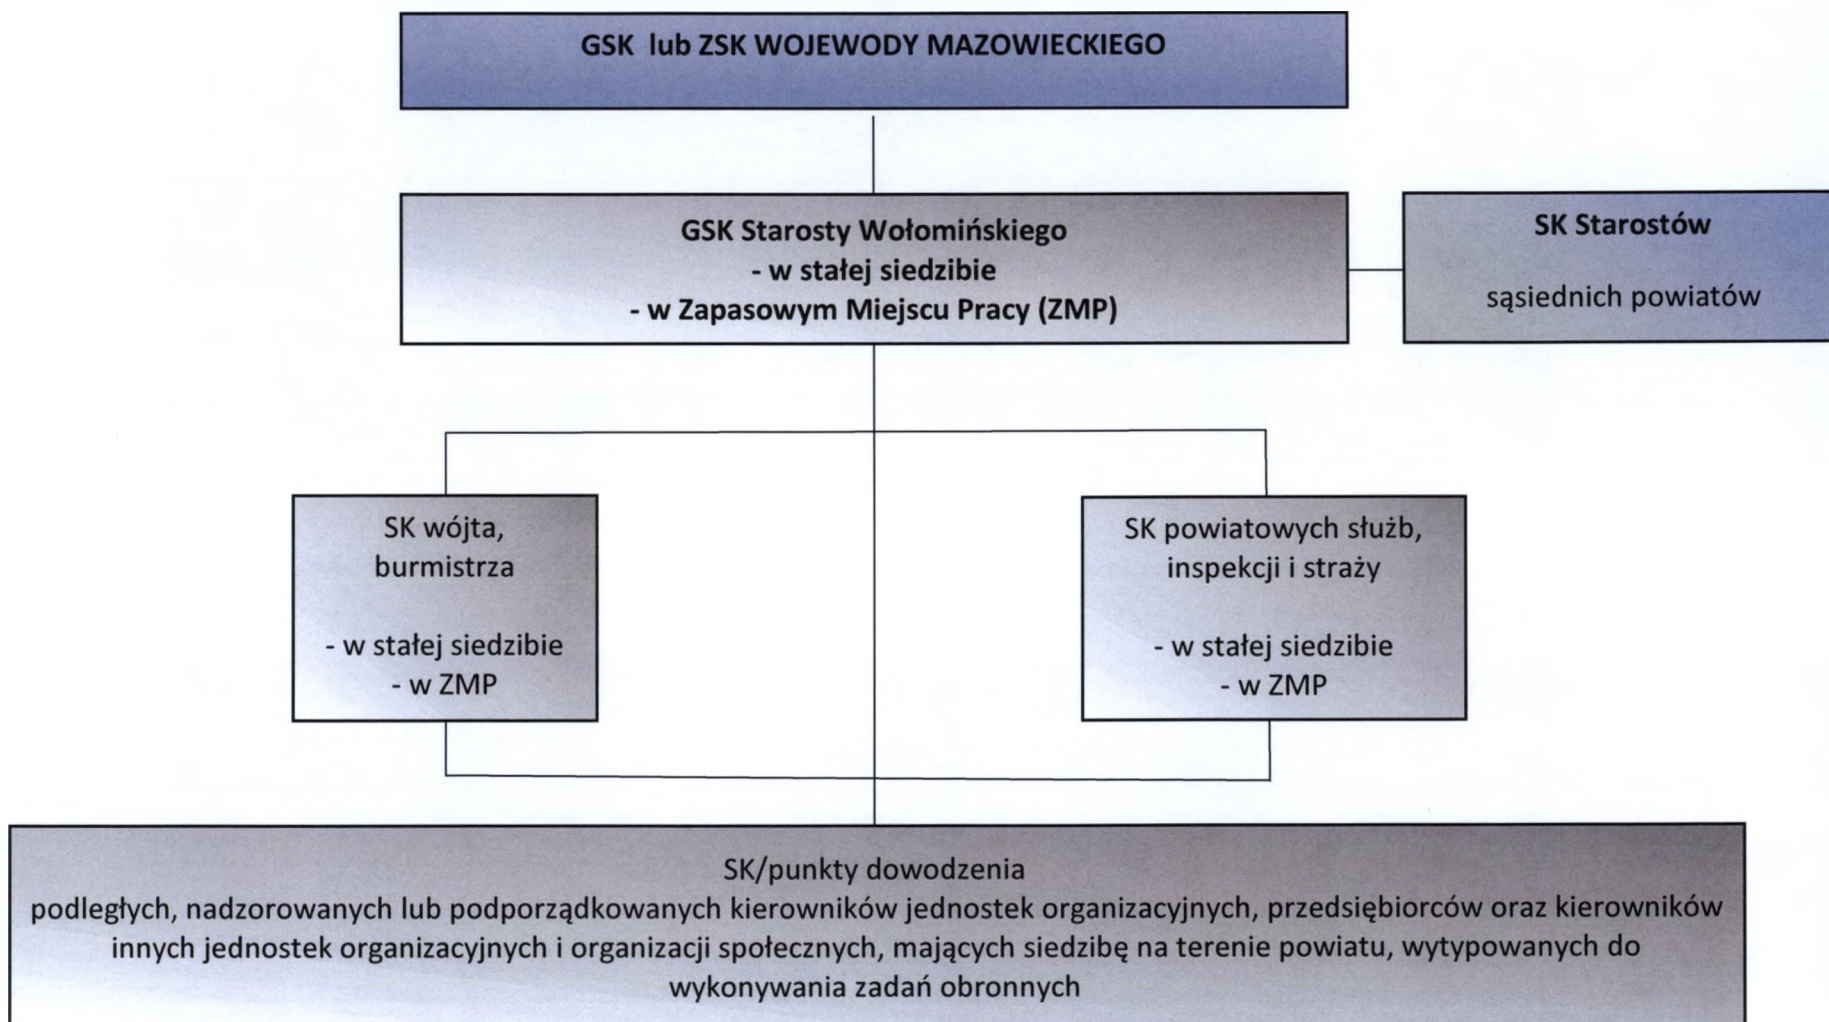 GSK lub ZSK WOJEWODY MAZOWIECKIEGO
GSK Starosty Wołomińskiego
- w stałej siedzibie
- w Zapasowym Miejscu Pracy (ZMP)
SK Starostów
sąsiednich powiatów
SK wójta,
burmistrza
- w stałej siedzibie
- w ZMP
SK powiatowych służb,
inspekcji i straży
- w stałej siedzibie
- w ZMP
SK/punkty dowodzenia
podległych, nadzorowanych lub podporządkowanych kierowników jednostek organizacyjnych, przedsiębiorców oraz kierowników
innych jednostek organizacyjnych i organizacji społecznych, mających siedzibę na terenie powiatu, wytypowanych do
wykonywania zadań obronnych